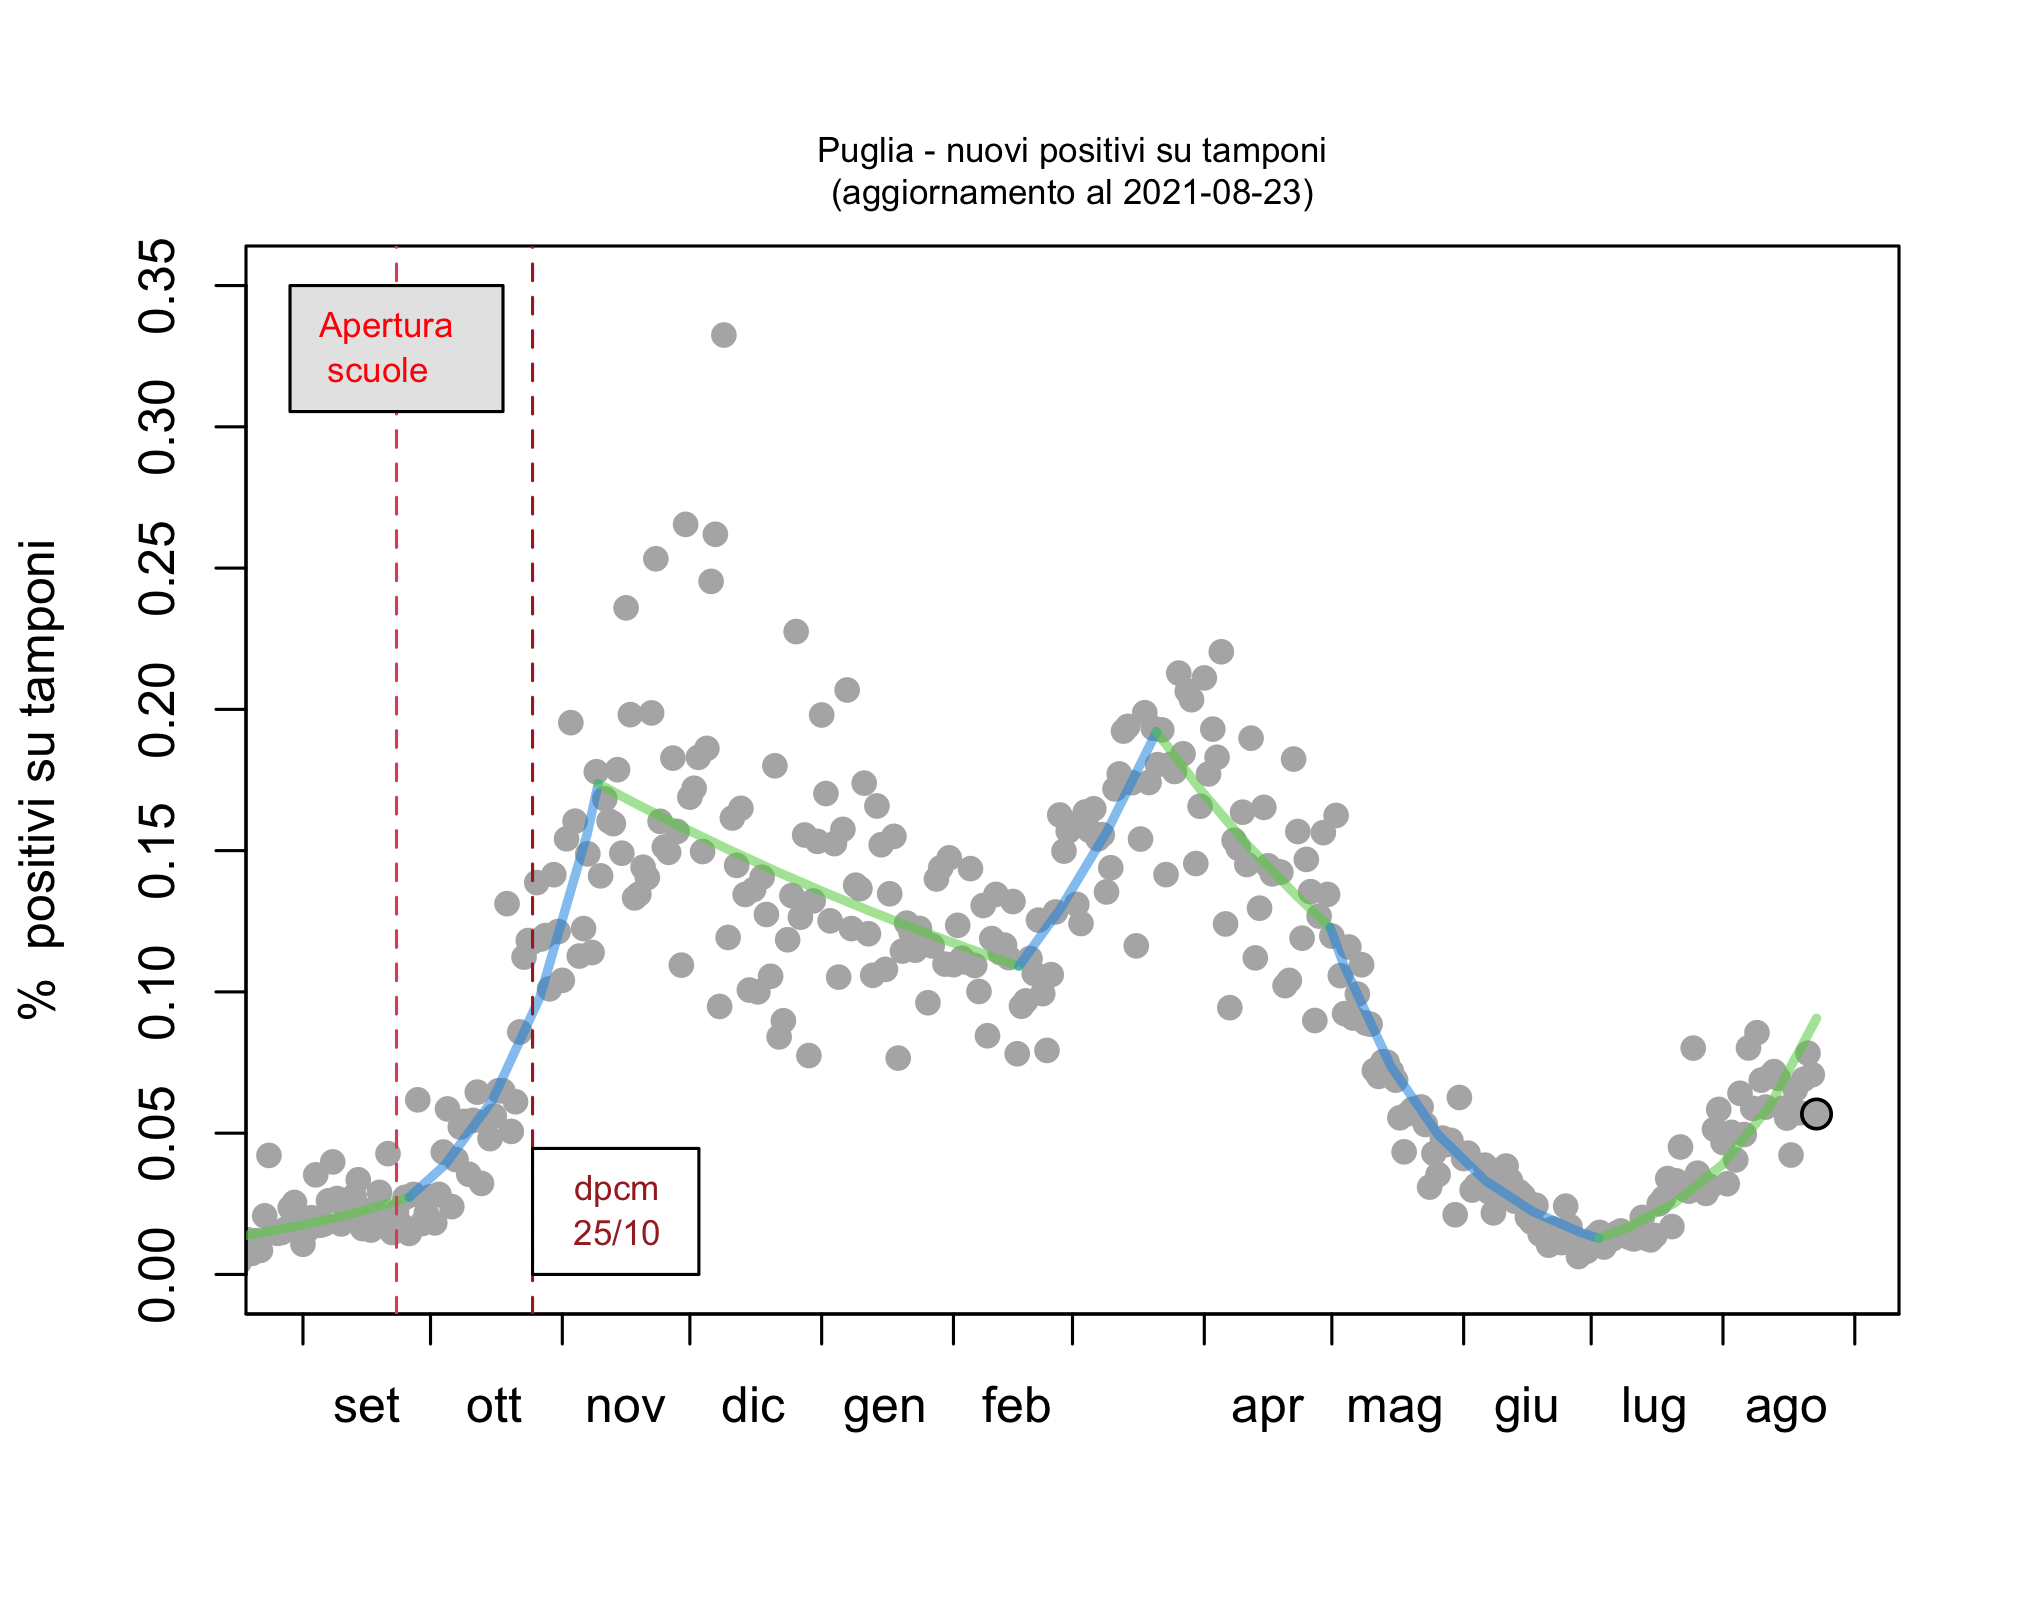 Puglia - nuovi positivi su tamponi
(aggiornamento al 2021-08-23)
% positivi su tamponi
0.35
0.30
0.25
0.20
0.15
0.10
0.05
0.00
Apertura
scuole
dpcm
25/10
set ott nov dic gen feb apr mag giu lug ago